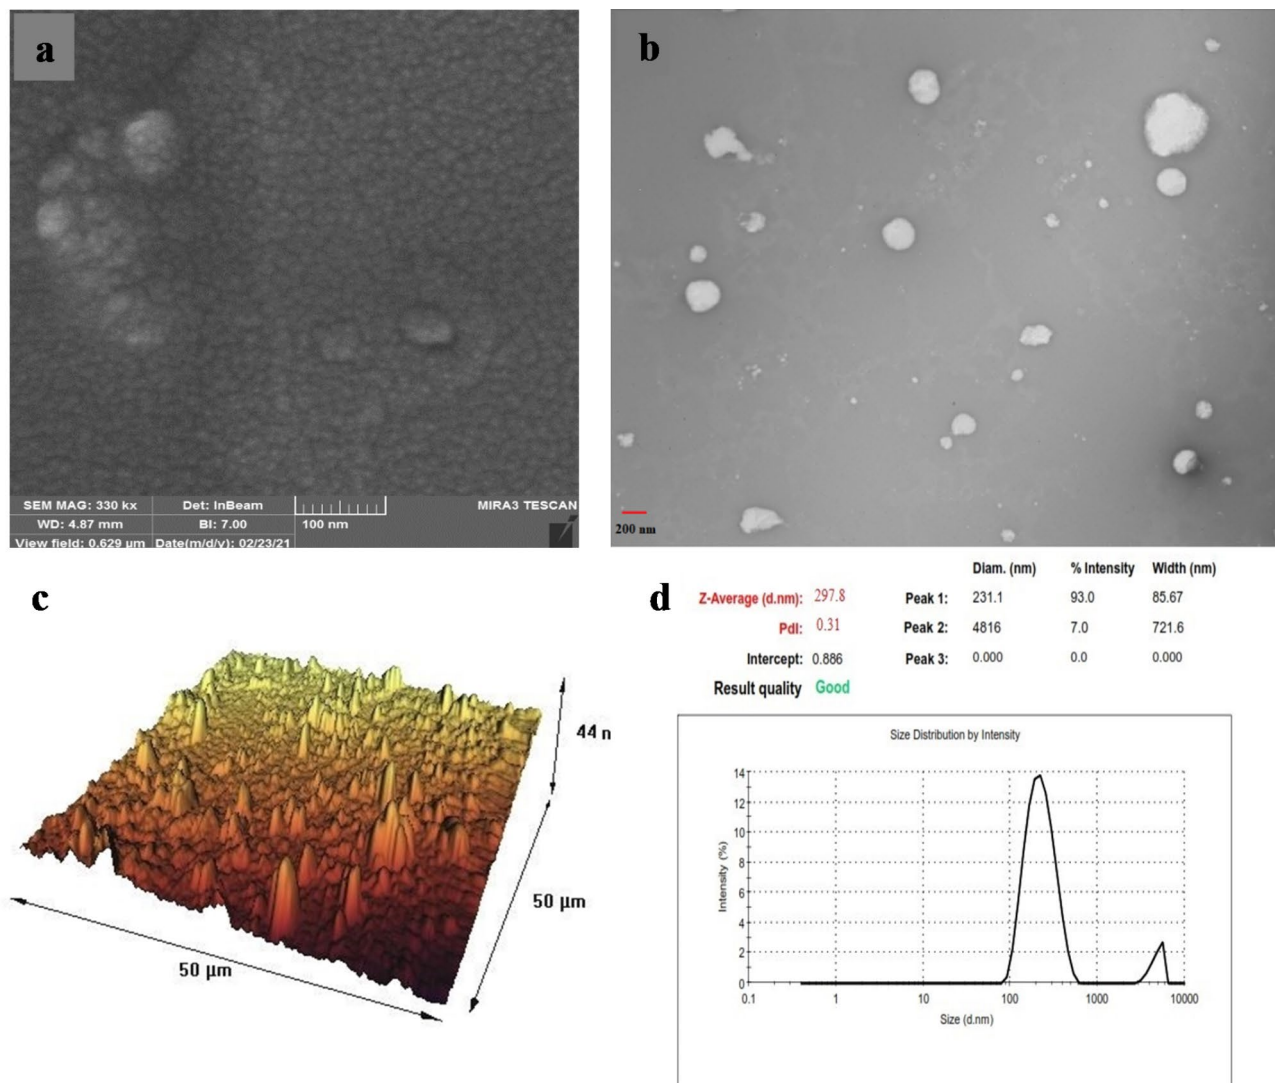 a
SEM MAG: 330 kx Det: InBeam MIRA3 TESCAN
WD: 4.87 mm BI: 7.00 100 nm
View field: 0.629 µm Date(m/d/y): 02/23/21
b
200 nm
c
44 n
50 µm
50 µm
d
Diam. (nm) % Intensity Width (nm)
Z-Average (d.nm): 297.8 Peak 1: 231.1 93.0 85.67
PdI: 0.31 Peak 2: 4816 7.0 721.6
Intercept: 0.886 Peak 3: 0.000 0.0 0.000
Result quality Good
Size Distribution by Intensity
Intensity (%)
14
12
10
8
6
4
2
0
0.1 1 10 100 1000 10000
Size (d.nm)